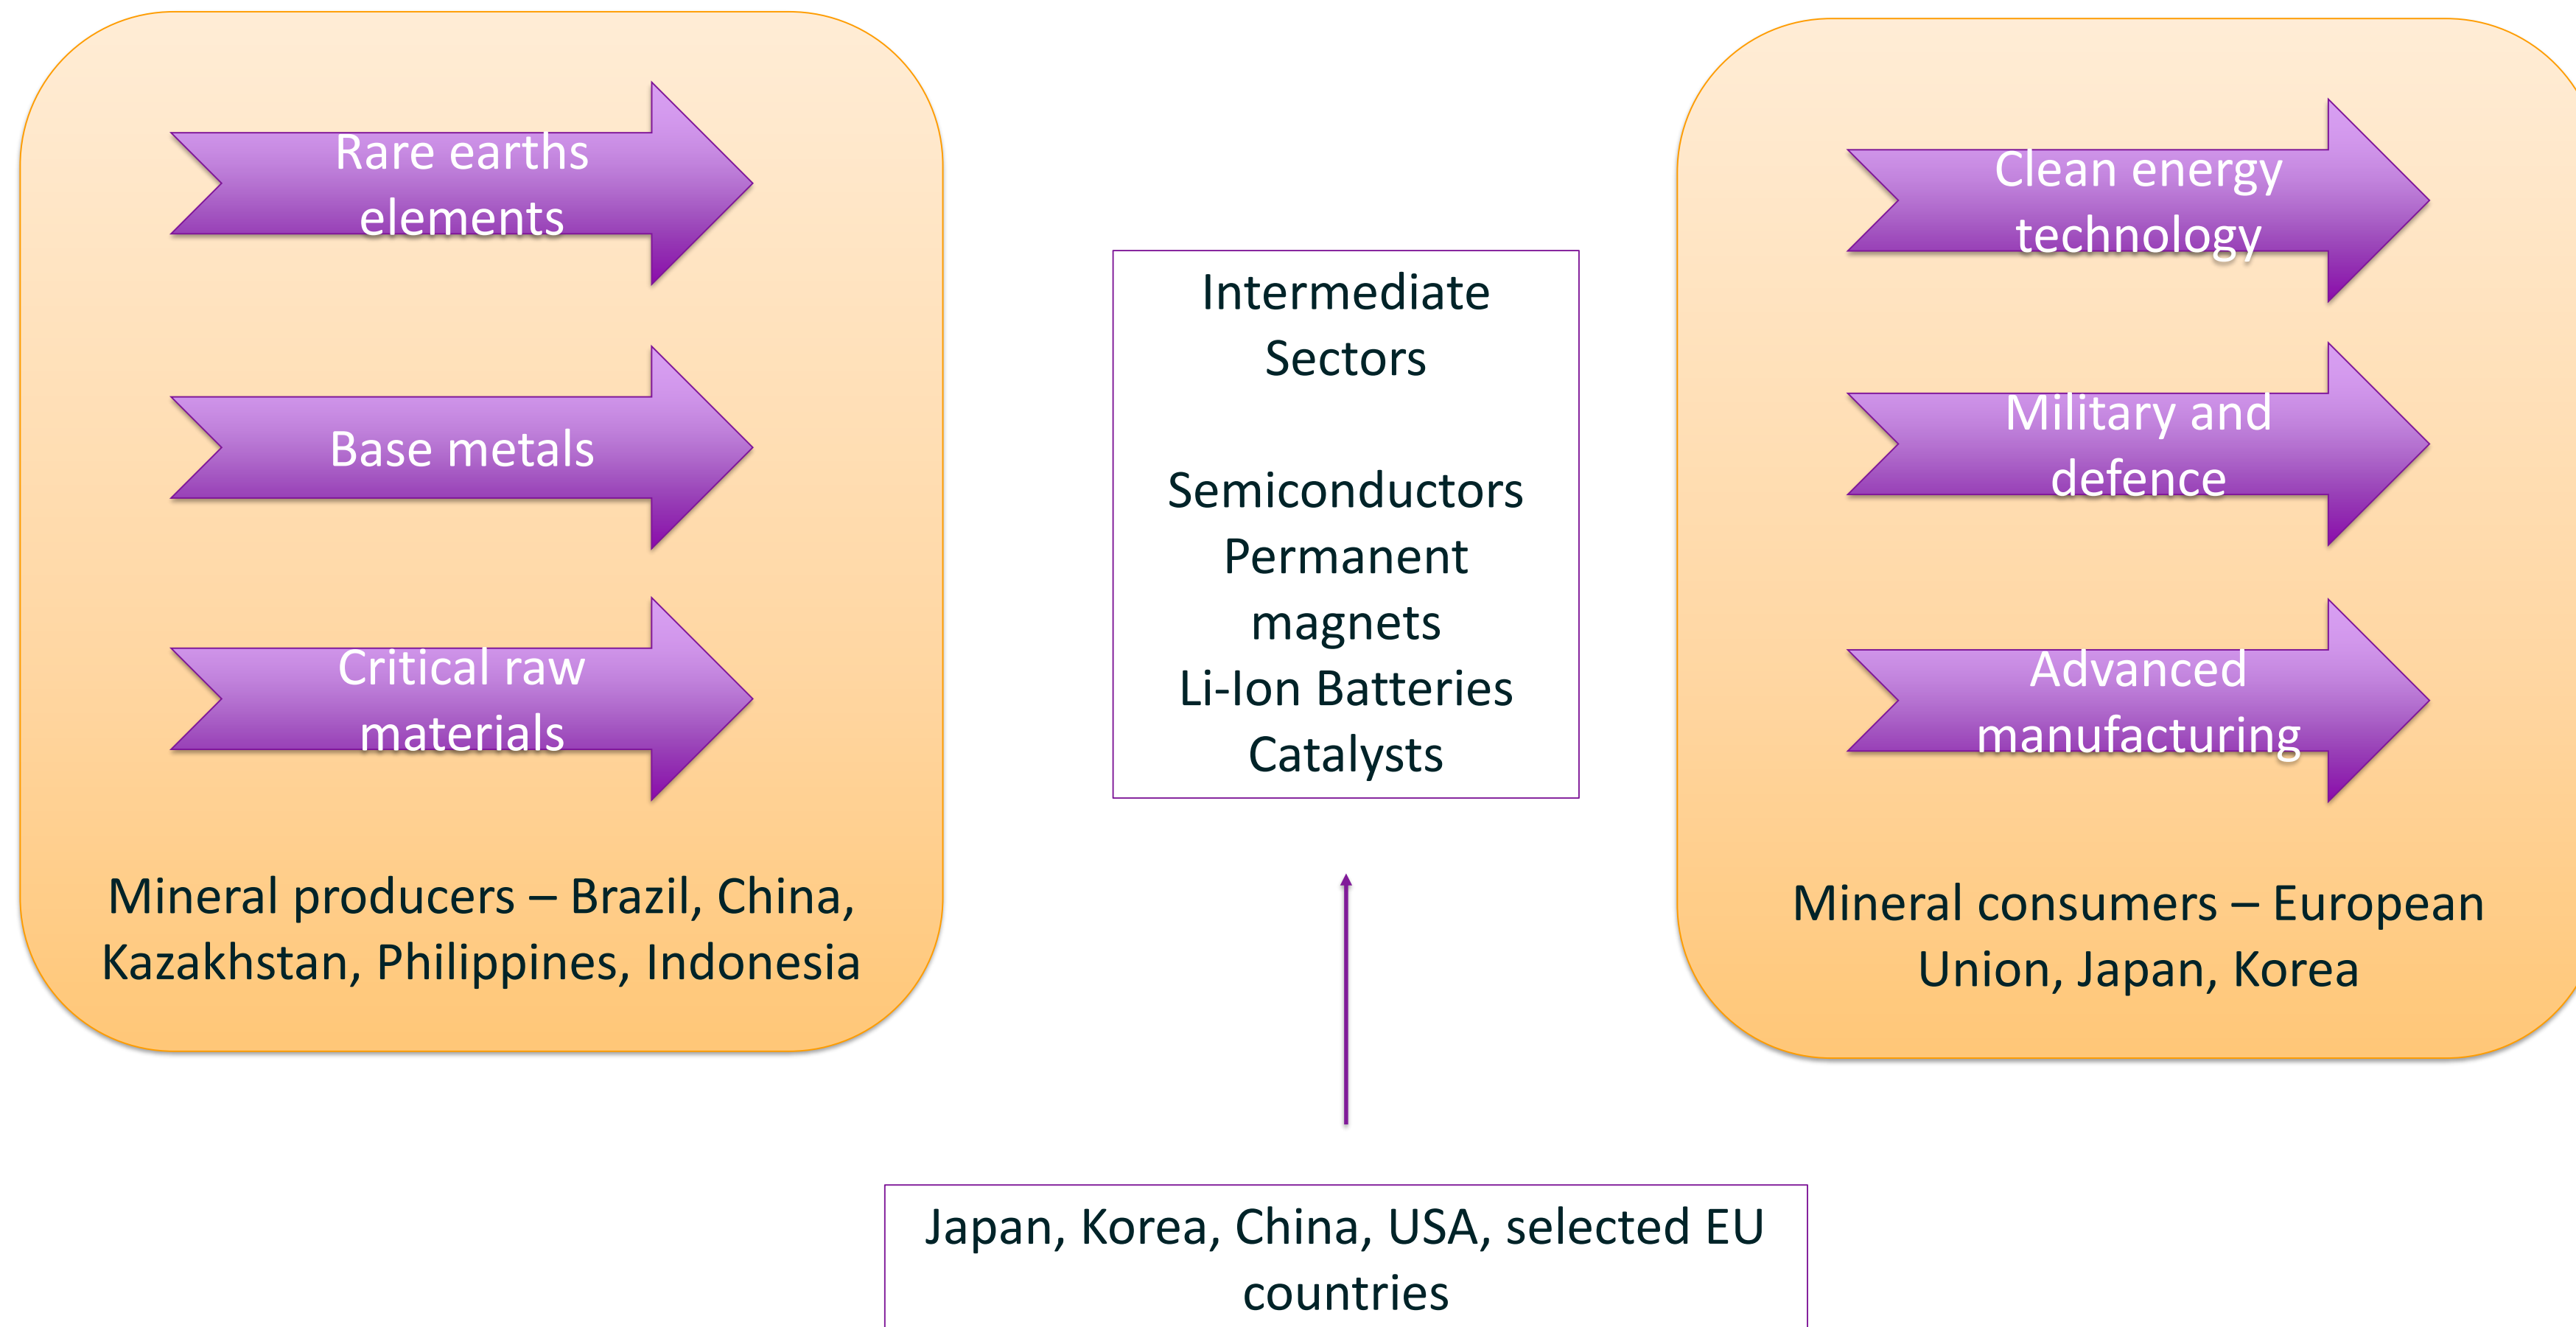 Rare earths
elements
Base metals
Critical raw
materials
Mineral producers – Brazil, China,
Kazakhstan, Philippines, Indonesia
Intermediate
Sectors
Semiconductors
Permanent
magnets
Li-Ion Batteries
Catalysts
Japan, Korea, China, USA, selected EU
countries
Clean energy
technology
Military and
defence
Advanced
manufacturing
Mineral consumers – European
Union, Japan, Korea